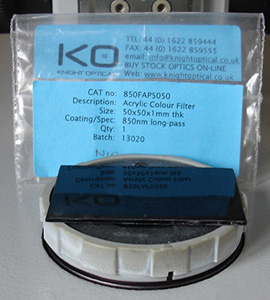 KO
KNIGHT OPTICAL
TEL: 44 (0) 1622 859444
FAX: 44 (0) 1622 859555
email: info@knightoptical.co.uk
BUY STOCK OPTICS ON-LINE
Web: www.knightoptical.co.uk
CAT no: 850FAP5050
Description: Acrylic Colour Filter
Size: 50x50x1mm thk
Coating/Spec: 850nm long-pass
Qty: 1
Batch: 13020